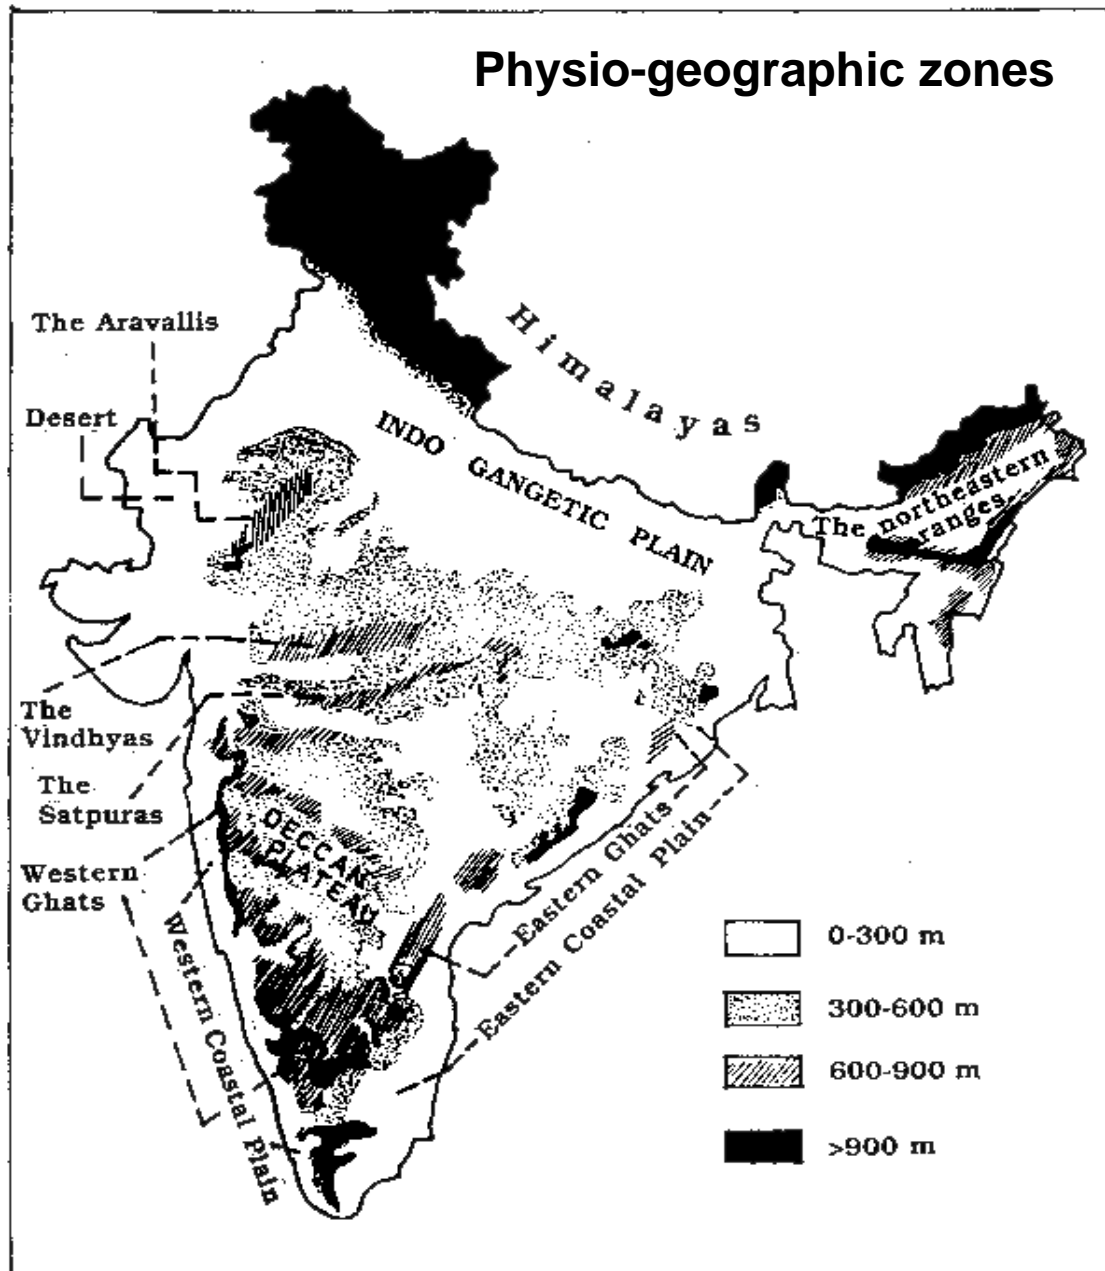 Physio-geographic zones
The Aravallis
Desert
Himalayas
INDO GANGETIC PLAIN
The northeastern
ranges
The
Vindhyas
The
Satpuras
Western
Ghats
DECCAN
PLATEAU
Western Coastal Plain
Eastern Ghats
Eastern Coastal Plain
0-300 m
300-600 m
600-900 m
>900 m